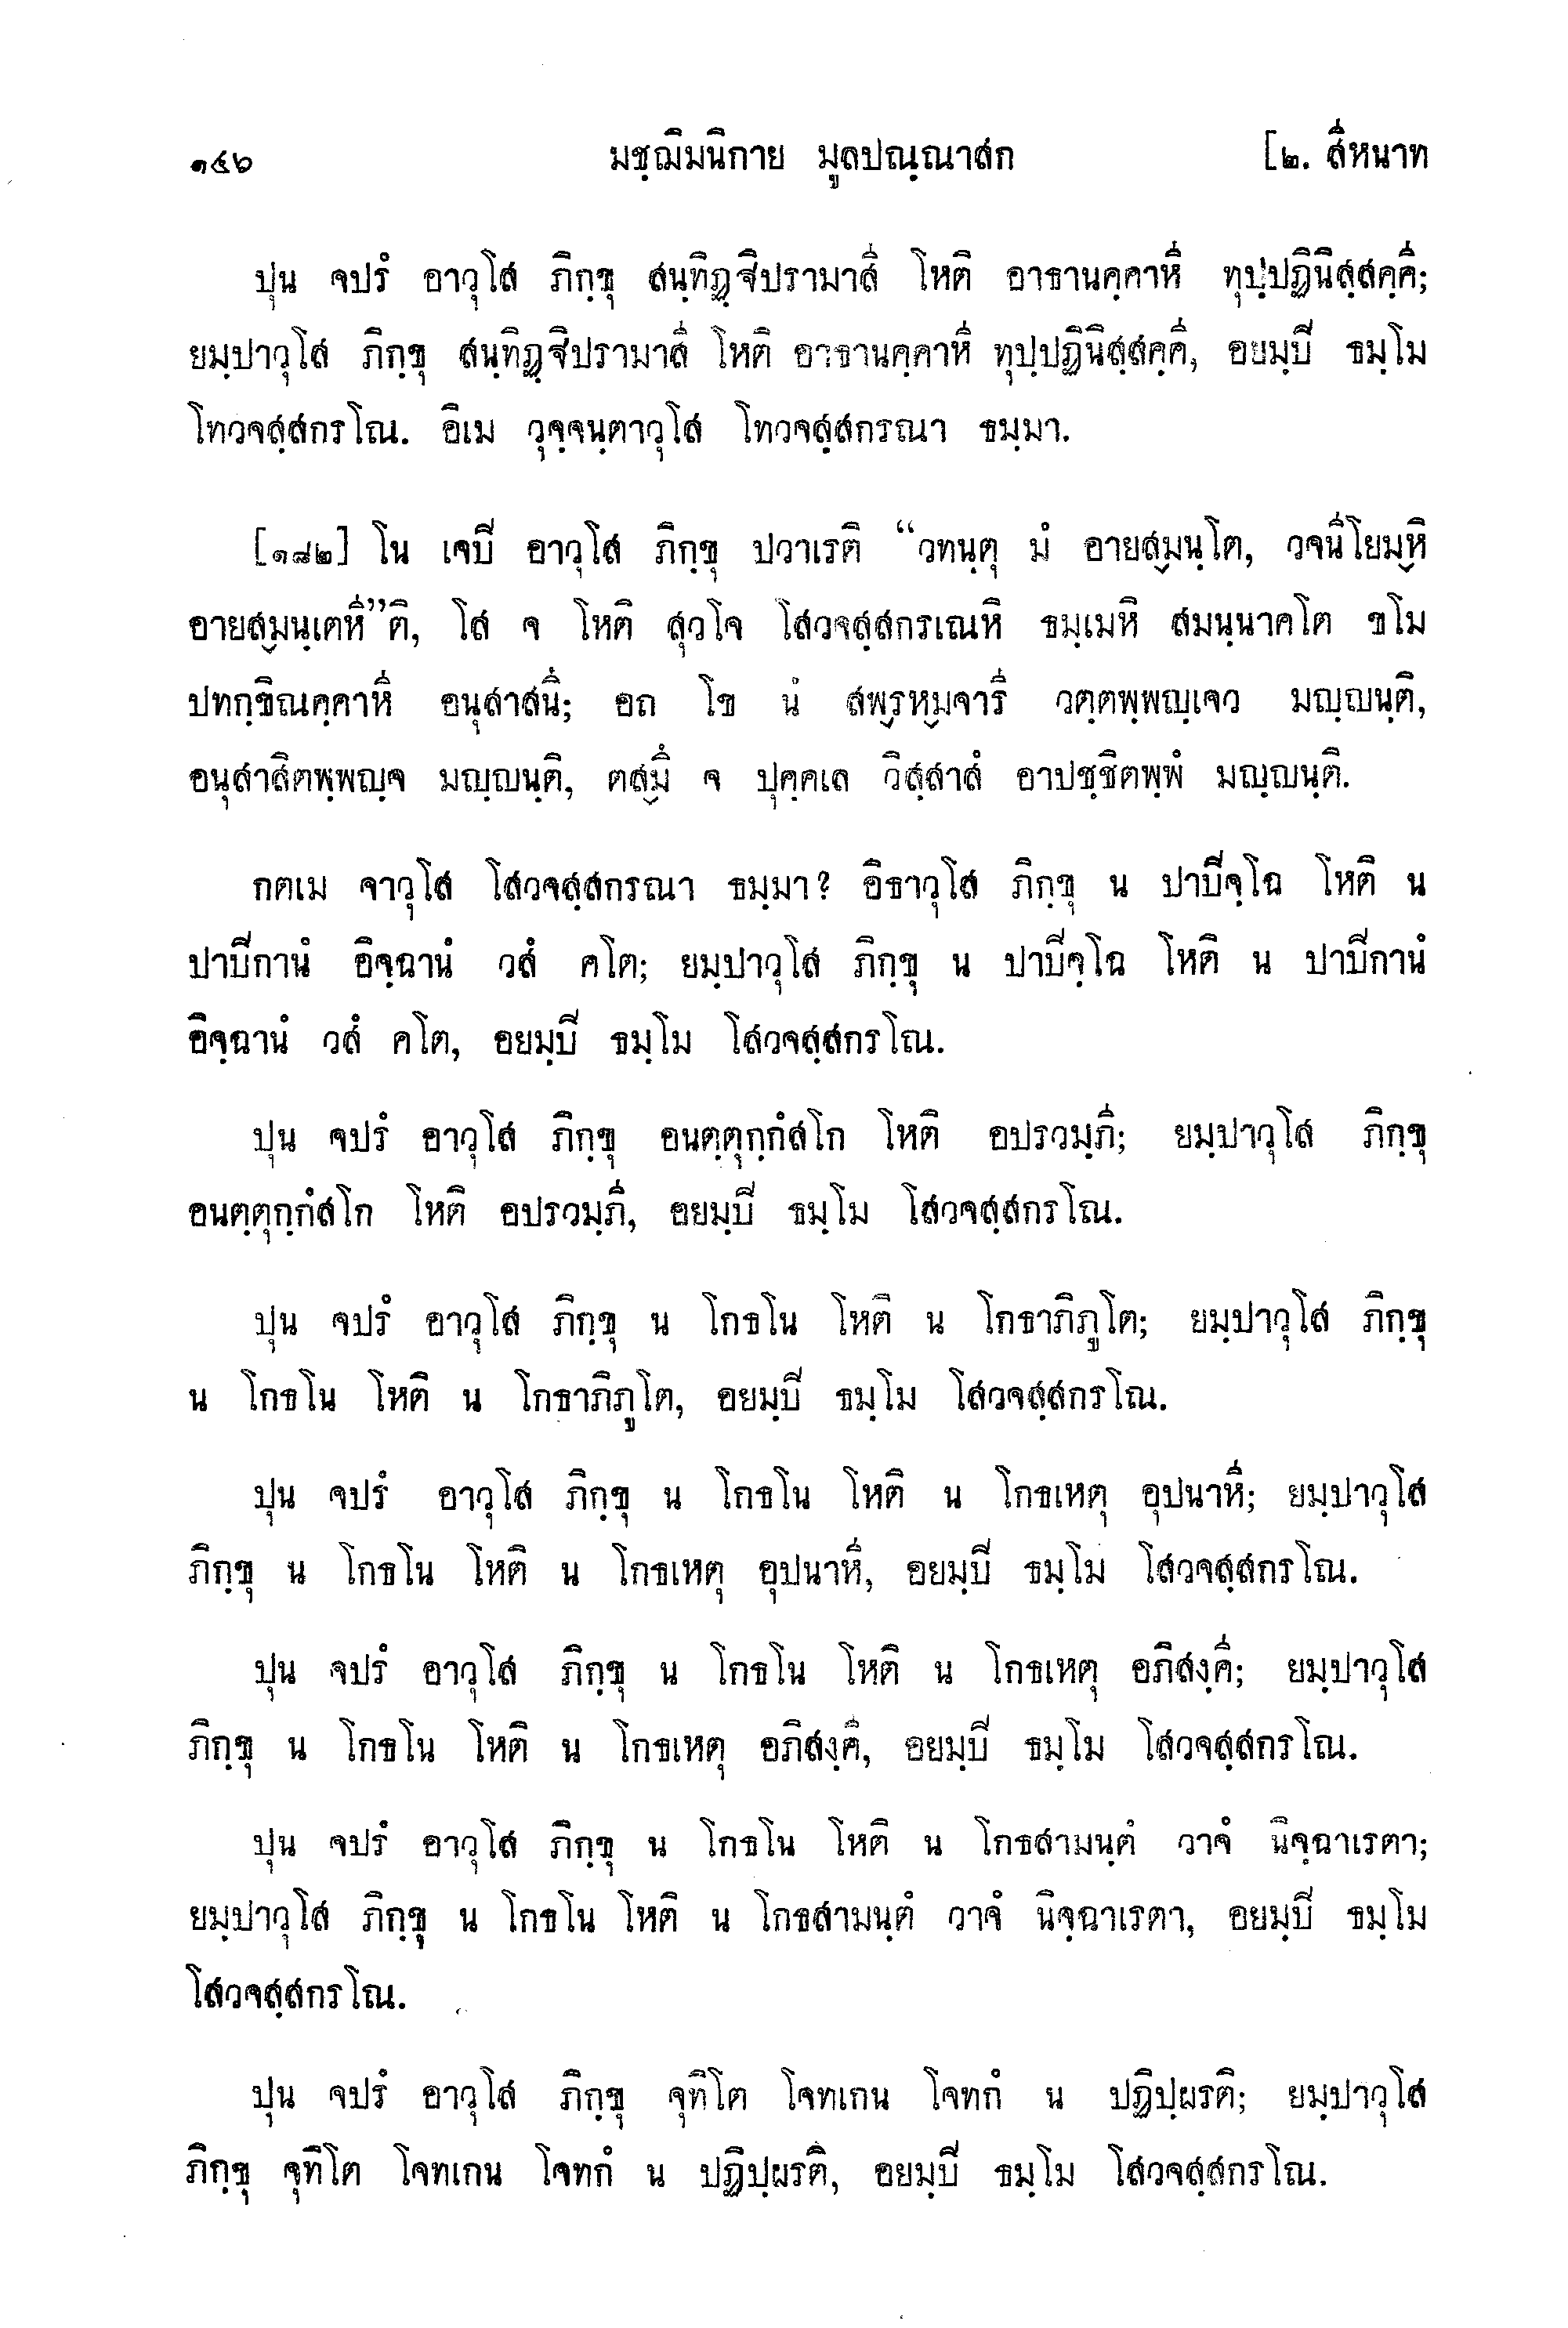 ๑๔๖ มชฺฌิมนิกาย มูลปณฺณาสก [๒. สีหนาท
ปุน จปรํ อาวุโส ภิกฺขุ สนฺทิฏฺฐิปรามาสี โหติ อาธานคฺคาหี ทุปฺปฏินิสฺสคฺคี;
ยมฺปาวุโส ภิกฺขุ สนฺทิฏฺฐิปรามาสี โหติ อาธานคฺคาหี ทุปฺปฏินิสฺสคฺคี, อยมฺปิ ธมฺโม
โทวจสฺสกรโณ. อิเม วุจฺจนฺตาวุโส โทวจสฺสกรณา ธมฺมา.
[๑๘๒] โน เจปิ อาวุโส ภิกฺขุ ปวาเรติ “วทนฺตุ มํ อายส๎มนฺโต, วจนีโยม๎หิ
อายส๎มนฺเตหี”ติ, โส จ โหติ สุวโจ โสวจสฺสกรเณหิ ธมฺเมหิ สมนฺนาคโต ขโม
ปทกฺขิณคฺคาหี อนุสาสนึ; อถ โข นํ สพ๎รห๎มจารี วตฺตพฺพญฺเจว มญฺญนฺติ,
อนุสาสิตพฺพญฺจ มญฺญนฺติ, ตส๎มึ จ ปุคฺคเล วิสฺสาสํ อาปชฺชิตพฺพํ มญฺญนฺติ.
กตเม จาวุโส โสวจสฺสกรณา ธมฺมา? อิธาวุโส ภิกฺขุ น ปาปิจฺโฉ โหติ น
ปาปิกานํ อิจฺฉานํ วสํ คโต; ยมฺปาวุโส ภิกฺขุ น ปาปิจฺโฉ โหติ น ปาปิกานํ
อิจฺฉานํ วสํ คโต, อยมฺปิ ธมฺโม โสวจสฺสกรโณ.
ปุน จปรํ อาวุโส ภิกฺขุ อนตฺตุกฺกํสโก โหติ อปรวมฺภี; ยมฺปาวุโส ภิกฺขุ
อนตฺตุกฺกํสโก โหติ อปรวมฺภี, อยมฺปิ ธมฺโม โสวจสฺสกรโณ.
ปุน จปรํ อาวุโส ภิกฺขุ น โกธโน โหติ น โกธาภิภูโต; ยมฺปาวุโส ภิกฺขุ
น โกธโน โหติ น โกธาภิภูโต, อยมฺปิ ธมฺโม โสวจสฺสกรโณ.
ปุน จปรํ อาวุโส ภิกฺขุ น โกธโน โหติ น โกธเหตุ อุปนาหี; ยมฺปาวุโส
ภิกฺขุ น โกธโน โหติ น โกธเหตุ อุปนาหี, อยมฺปิ ธมฺโม โสวจสฺสกรโณ.
ปุน จปรํ อาวุโส ภิกฺขุ น โกธโน โหติ น โกธเหตุ อภิสงฺคี; ยมฺปาวุโส
ภิกฺขุ น โกธโน โหติ น โกธเหตุ อภิสงฺคี, อยมฺปิ ธมฺโม โสวจสฺสกรโณ.
ปุน จปรํ อาวุโส ภิกฺขุ น โกธโน โหติ น โกธสามนฺตํ วาจํ นิจฺฉาเรตา;
ยมฺปาวุโส ภิกฺขุ น โกธโน โหติ น โกธสามนฺตํ วาจํ นิจฺฉาเรตา, อยมฺปิ ธมฺโม
โสวจสฺสกรโณ.
ปุน จปรํ อาวุโส ภิกฺขุ จุทิโต โจทเกน โจทกํ น ปฏิปฺผรติ; ยมฺปาวุโส
ภิกฺขุ จุทิโต โจทเกน โจทกํ น ปฏิปฺผรติ, อยมฺปิ ธมฺโม โสวจสฺสกรโณ.